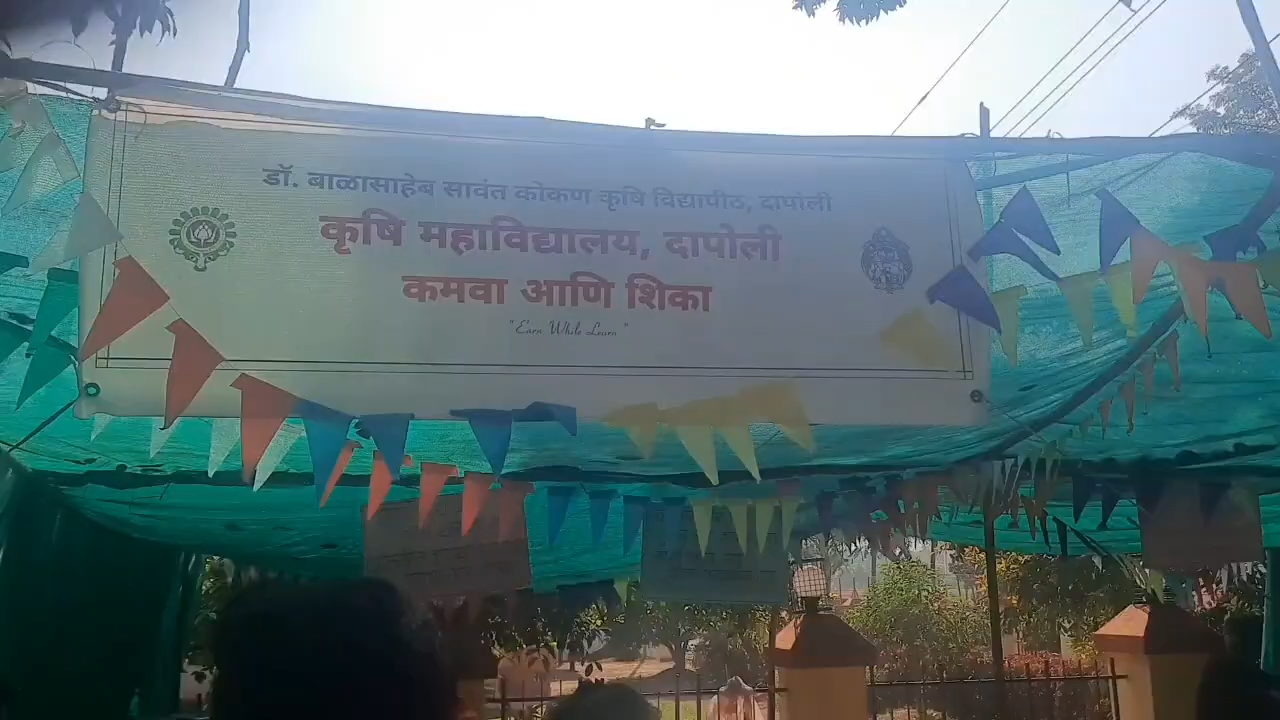 डॉ. बाळासाहेब सावंत कोकण कृषि विद्यापीठ, दापोली
कृषि महाविद्यालय, दापोली
कमवा आणि शिका
"Earn While Learn"